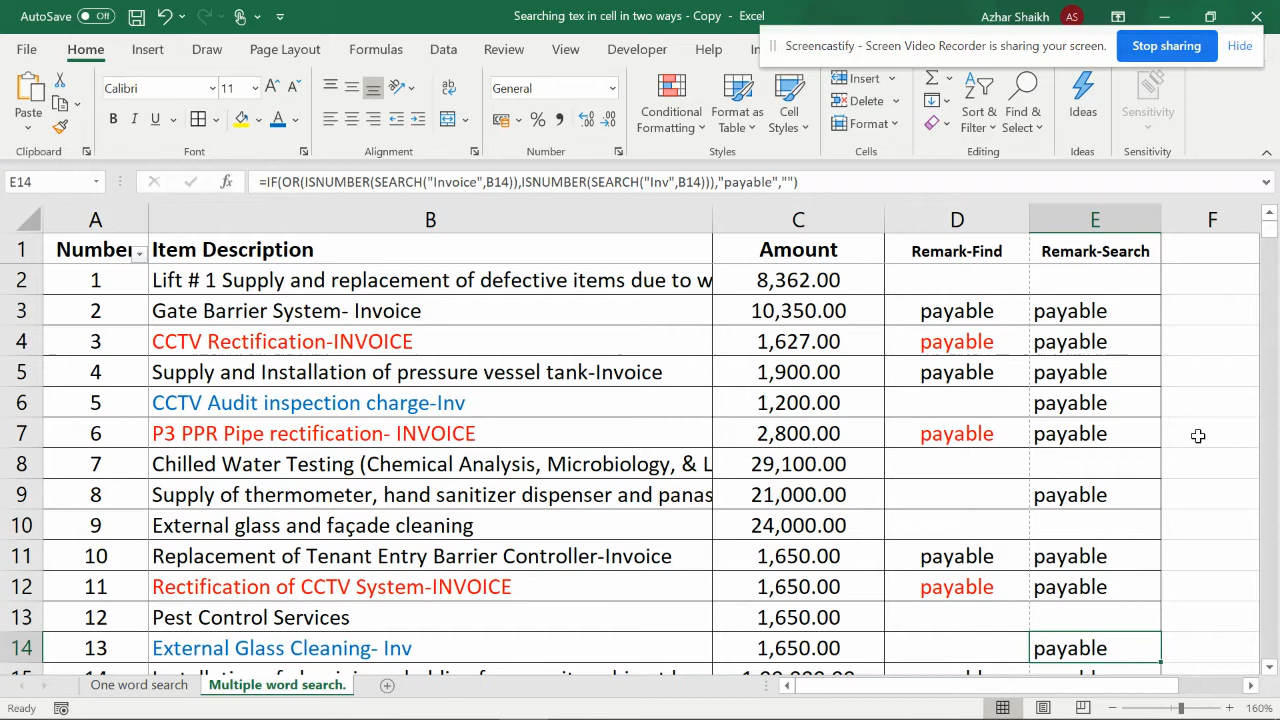 AutoSave Off Searching tex in cell in two ways - Copy - Excel Azhar Shaikh AS
File Home Insert Draw Page Layout Formulas Data Review View Developer Help
Screencastify - Screen Video Recorder is sharing your screen. Stop sharing Hide
Paste Calibri 11 General Conditional Formatting Format as Table Cell Styles Insert Delete Format Sort & Filter Find & Select Ideas Sensitivity
Clipboard Font Alignment Number Styles Cells Editing Ideas Sensitivity
E14 fx =IF(OR(ISNUMBER(SEARCH("Invoice",B14)),ISNUMBER(SEARCH("Inv",B14))),"payable","")
A B C D E F
1 Number Item Description Amount Remark-Find Remark-Search
2 1 Lift # 1 Supply and replacement of defective items due to w 8,362.00
3 2 Gate Barrier System- Invoice 10,350.00 payable payable
4 3 CCTV Rectification-INVOICE 1,627.00 payable payable
5 4 Supply and Installation of pressure vessel tank-Invoice 1,900.00 payable payable
6 5 CCTV Audit inspection charge-Inv 1,200.00 payable
7 6 P3 PPR Pipe rectification- INVOICE 2,800.00 payable payable
8 7 Chilled Water Testing (Chemical Analysis, Microbiology, & L 29,100.00
9 8 Supply of thermometer, hand sanitizer dispenser and panas 21,000.00 payable
10 9 External glass and façade cleaning 24,000.00
11 10 Replacement of Tenant Entry Barrier Controller-Invoice 1,650.00 payable payable
12 11 Rectification of CCTV System-INVOICE 1,650.00 payable payable
13 12 Pest Control Services 1,650.00
14 13 External Glass Cleaning- Inv 1,650.00 payable
One word search Multiple word search.
Ready 160%